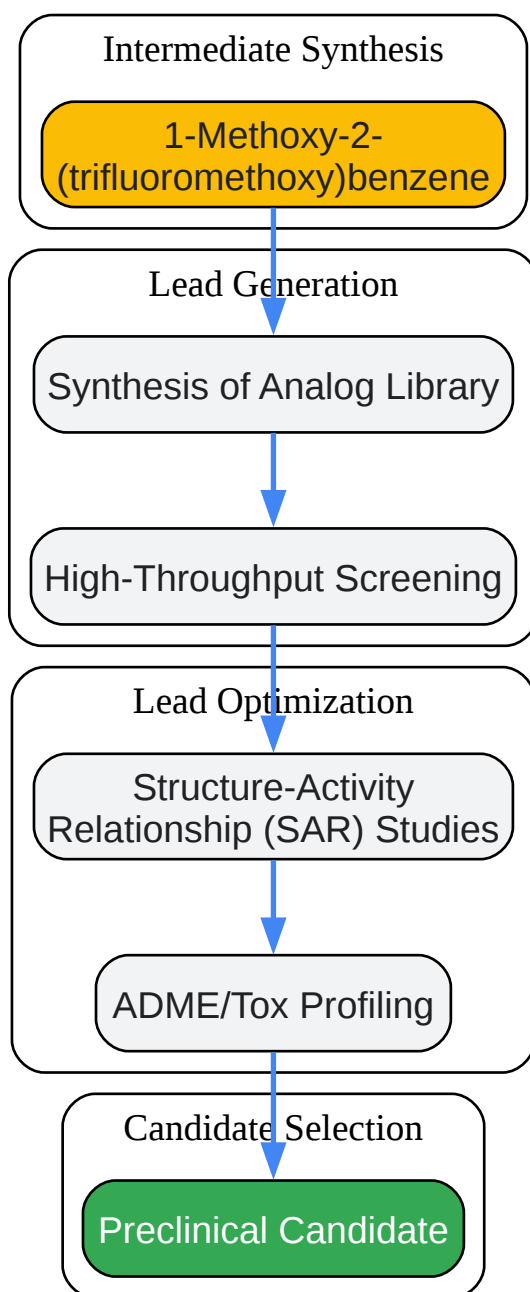 Intermediate Synthesis
1-Methoxy-2-
(trifluoromethoxy)benzene
Lead Generation
Synthesis of Analog Library
High-Throughput Screening
Lead Optimization
Structure-Activity
Relationship (SAR) Studies
ADME/Tox Profiling
Candidate Selection
Preclinical Candidate